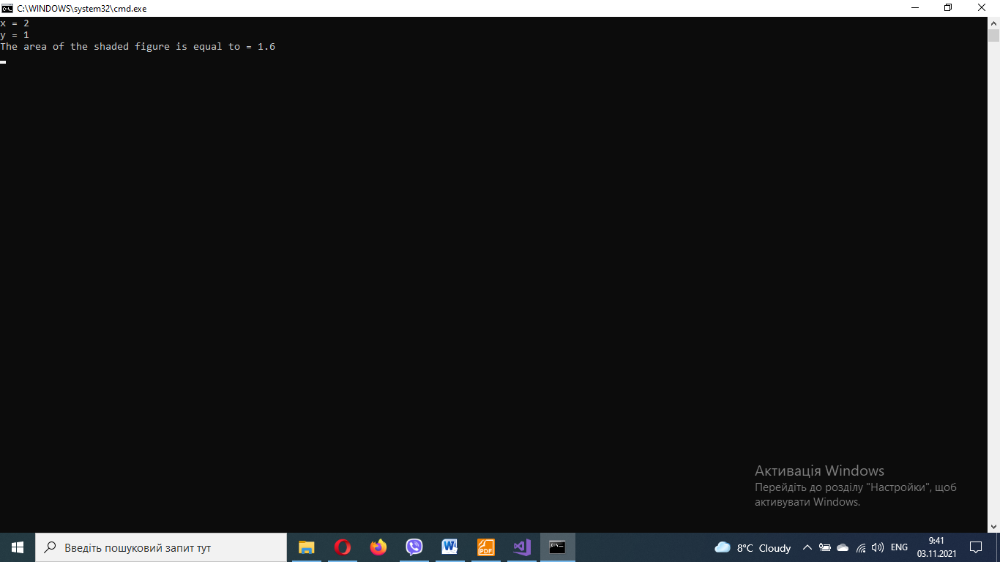 C:\WINDOWS\system32\cmd.exe
x = 2
y = 1
The area of the shaded figure is equal to = 1.6
Активація Windows
Перейдіть до розділу "Настройки", щоб
активувати Windows.
Введіть пошуковий запит тут
8°C Cloudy
ENG
9:41
03.11.2021